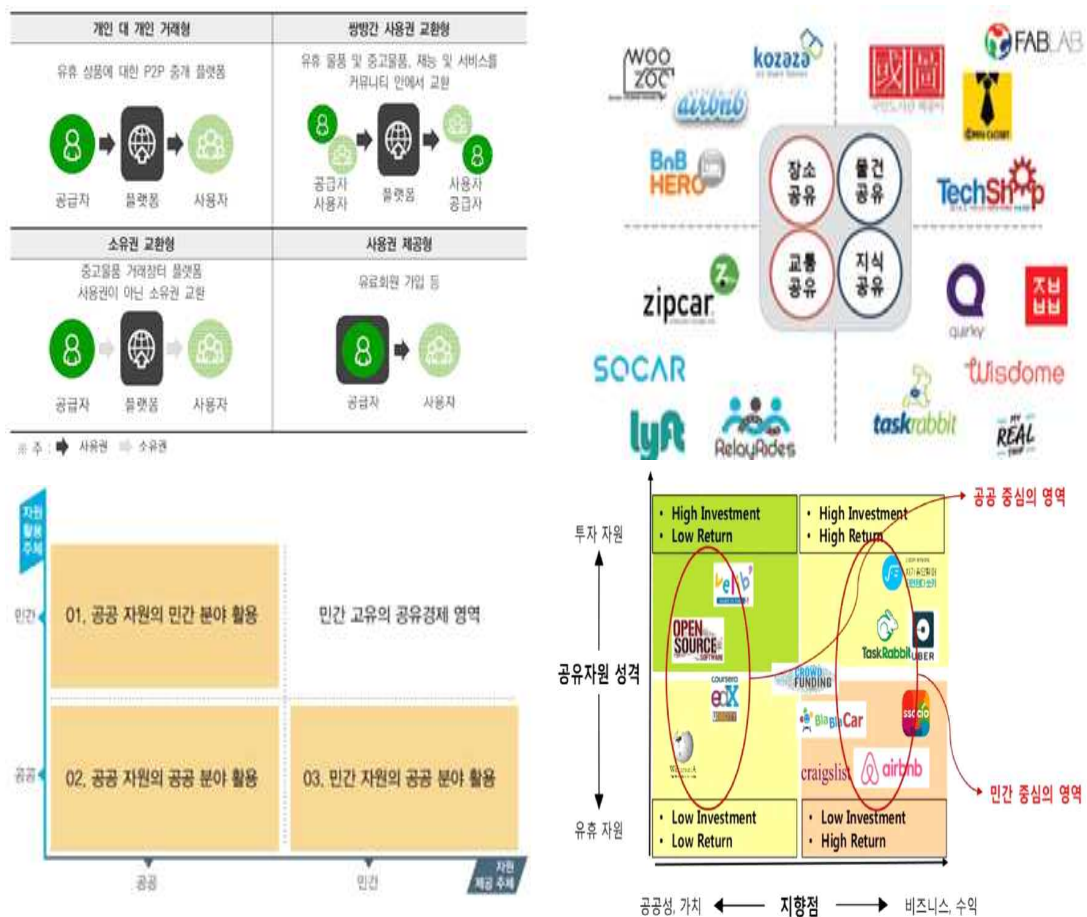 개인 대 개인 거래형
유휴 상품에 대한 P2P 중개 플랫폼
공급자
플랫폼
사용자
쌍방간 사용권 교환형
유휴 물품 및 중고물품, 재능 및 서비스를
커뮤니티 안에서 교환
공급자
사용자
플랫폼
사용자
공급자
소유권 교환형
중고물품 거래장터 플랫폼
사용권이 아닌 소유권 교환
공급자
플랫폼
사용자
사용권 제공형
유료회원 가입 등
공급자
사용자
※ 주 : 사용권 소유권
WOO
ZOC
kozaza
airbnb
BnB
HERO
國圖
FABLAB
TechShop
장소
공유
물건
공유
교통
공유
지식
공유
zipcar
SOCAR
lyft
RelayRides
quirky
Wisdome
taskrabbit
MY
REAL
TRIP
자원
활용
주체
민간
공공
01. 공공 자원의 민간 분야 활용
민간 고유의 공유경제 영역
02. 공공 자원의 공공 분야 활용
03. 민간 자원의 공공 분야 활용
공공
민간
자원
제공 주체
투자 자원
공유자원 성격
유휴 자원
• High Investment
• Low Return
• High Investment
• High Return
velib'
OPEN
SOURCE
SOFTWARE
coursera
edX
CROWD
FUNDING
TaskRabbit
UBER
BlaBlaCar
craigslist
airbnb
• Low Investment
• Low Return
• Low Investment
• High Return
공공 중심의 영역
민간 중심의 영역
공공성, 가치
지향점
비즈니스, 수익